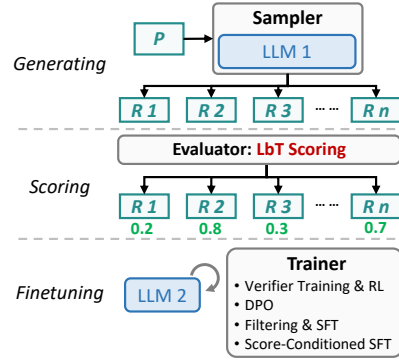 Sampler
P
LLM 1
Generating
R 1 R 2 R 3 ... ... R n
Evaluator: LbT Scoring
Scoring
R 1 R 2 R 3 ... ... R n
0.2 0.8 0.3 0.7
Trainer
Finetuning
LLM 2
• Verifier Training & RL
• DPO
• Filtering & SFT
• Score-Conditioned SFT